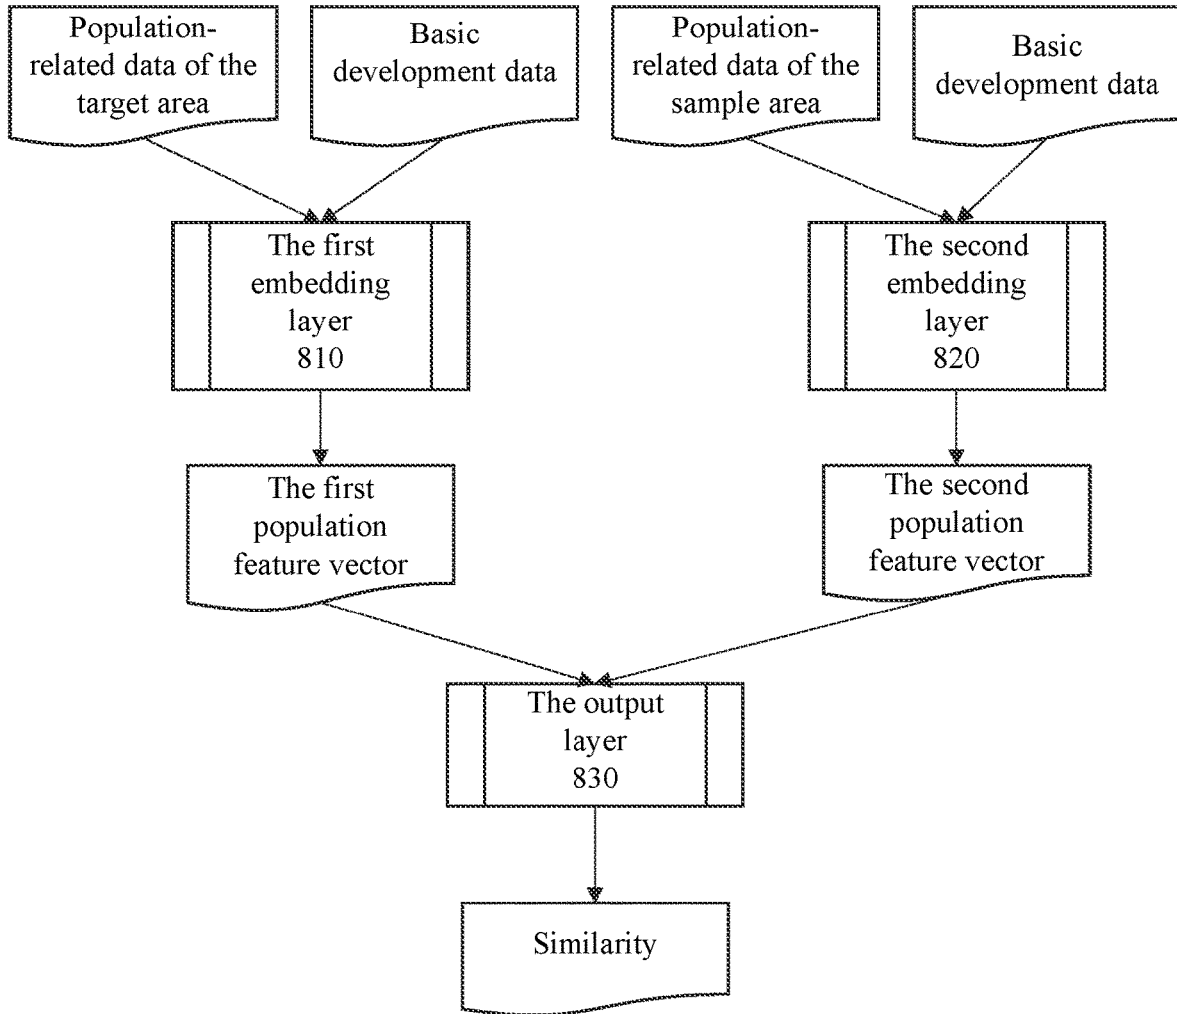 Population-
related data of the
target area
Basic
development data
Population-
related data of the
sample area
Basic
development data
The first
embedding
layer
810
The second
embedding
layer
820
The first
population
feature vector
The second
population
feature vector
The output
layer
830
Similarity